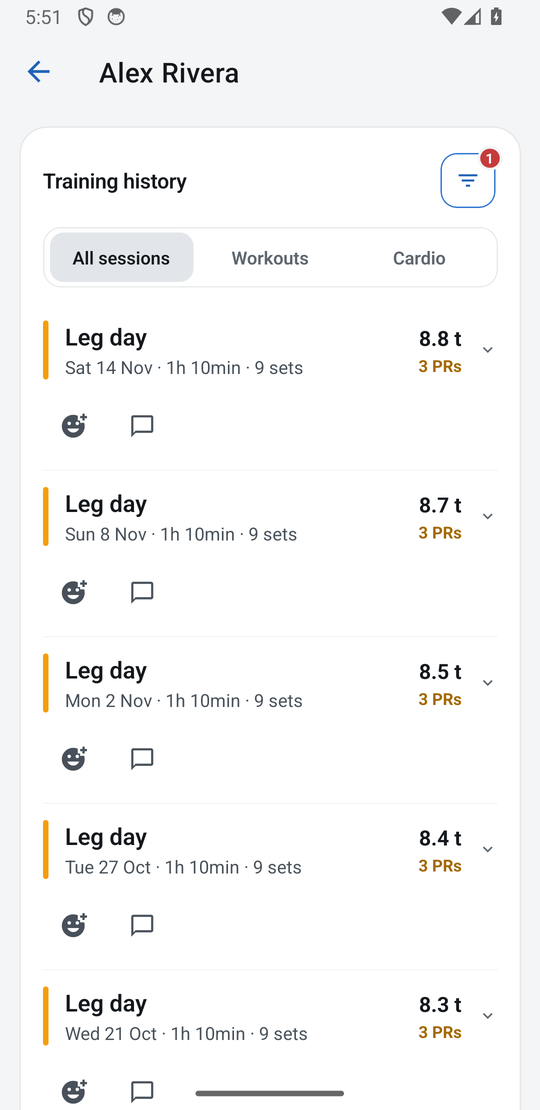 5:51
Alex Rivera
Training history
1
All sessions
Workouts
Cardio
Leg day
8.8 t
Sat 14 Nov · 1h 10min · 9 sets
3 PRs
Leg day
8.7 t
Sun 8 Nov · 1h 10min · 9 sets
3 PRs
Leg day
8.5 t
Mon 2 Nov · 1h 10min · 9 sets
3 PRs
Leg day
8.4 t
Tue 27 Oct · 1h 10min · 9 sets
3 PRs
Leg day
8.3 t
Wed 21 Oct · 1h 10min · 9 sets
3 PRs